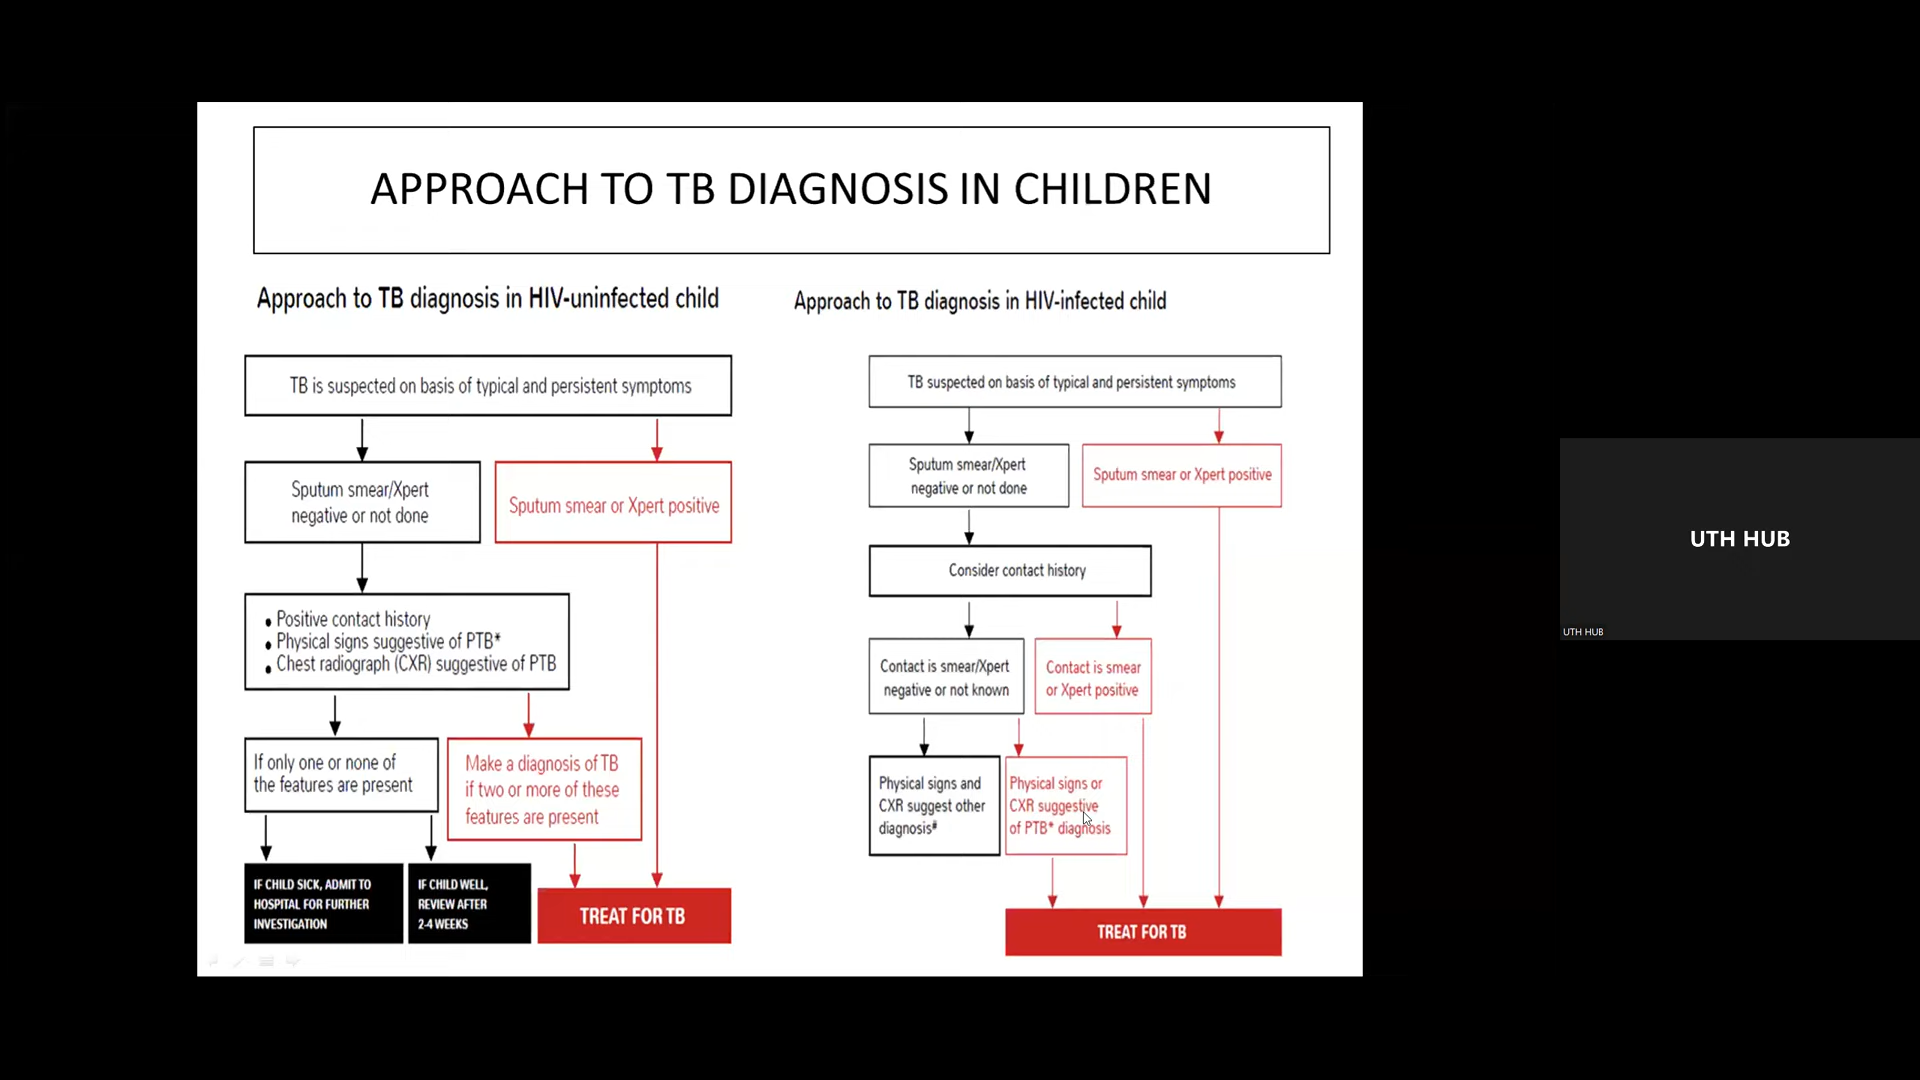 APPROACH TO TB DIAGNOSIS IN CHILDREN
Approach to TB diagnosis in HIV-uninfected child
TB is suspected on basis of typical and persistent symptoms
Sputum smear/Xpert
negative or not done
Sputum smear or Xpert positive
• Positive contact history
• Physical signs suggestive of PTB*
• Chest radiograph (CXR) suggestive of PTB
If only one or none of
the features are present
Make a diagnosis of TB
if two or more of these
features are present
IF CHILD SICK, ADMIT TO
HOSPITAL FOR FURTHER
INVESTIGATION
IF CHILD WELL,
REVIEW AFTER
2-4 WEEKS
TREAT FOR TB
Approach to TB diagnosis in HIV-infected child
TB suspected on basis of typical and persistent symptoms
Sputum smear/Xpert
negative or not done
Sputum smear or Xpert positive
Consider contact history
Contact is smear/Xpert
negative or not known
Contact is smear
or Xpert positive
Physical signs and
CXR suggest other
diagnosis#
Physical signs or
CXR suggestive
of PTB* diagnosis
TREAT FOR TB
UTH HUB
UTH HUB